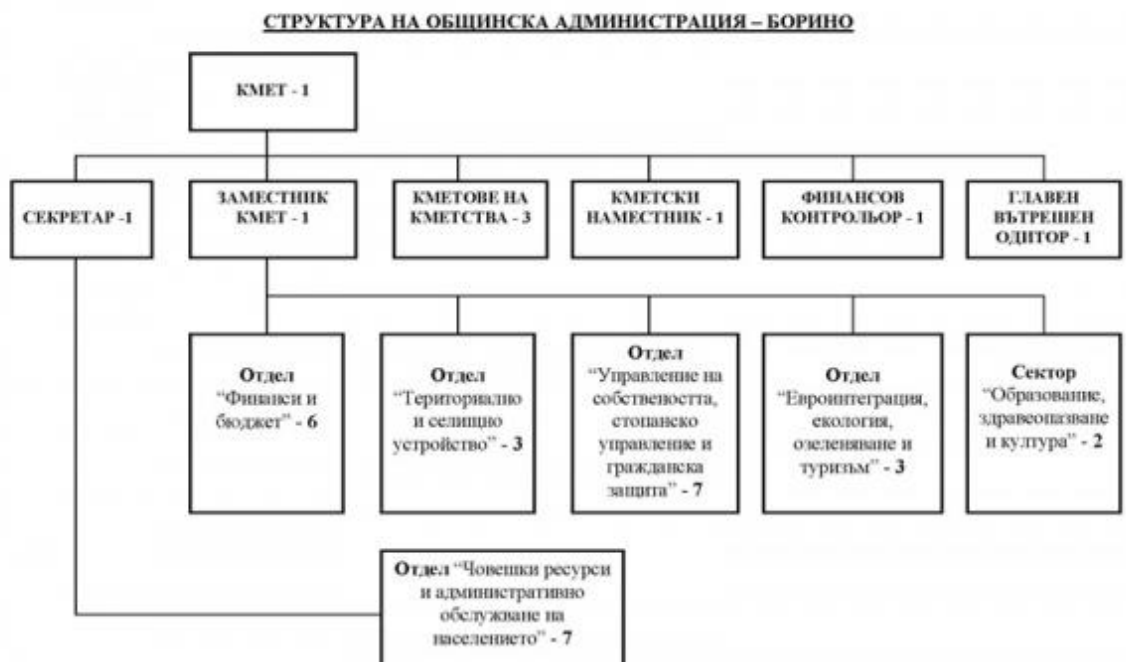 СТРУКТУРА НА ОБЩИНСКА АДМИНИСТРАЦИЯ – БОРИНО
КМЕТ - 1
СЕКРЕТАР -1
ЗАМЕСТНИК
КМЕТ - 1
КМЕТОВЕ НА
КМЕТСТВА - 3
КМЕТСКИ
НАМЕСТНИК - 1
ФИНАНСОВ
КОНТРОЛЬОР - 1
ГЛАВЕН
ВЪТРЕШЕН
ОДИТОР - 1
Отдел
“Финанси и
бюджет” - 6
Отдел
“Териториално
и селищно
устройство” - 3
Отдел
“Управление на
собствеността,
стопанско
управление и
гражданска
защита” - 7
Отдел
“Евроинтеграция,
екология,
озеленяване и
туризъм” - 3
Сектор
“Образование,
здравеопазване
и култура” - 2
Отдел “Човешки ресурси
и административно
обслужване на
населението” - 7